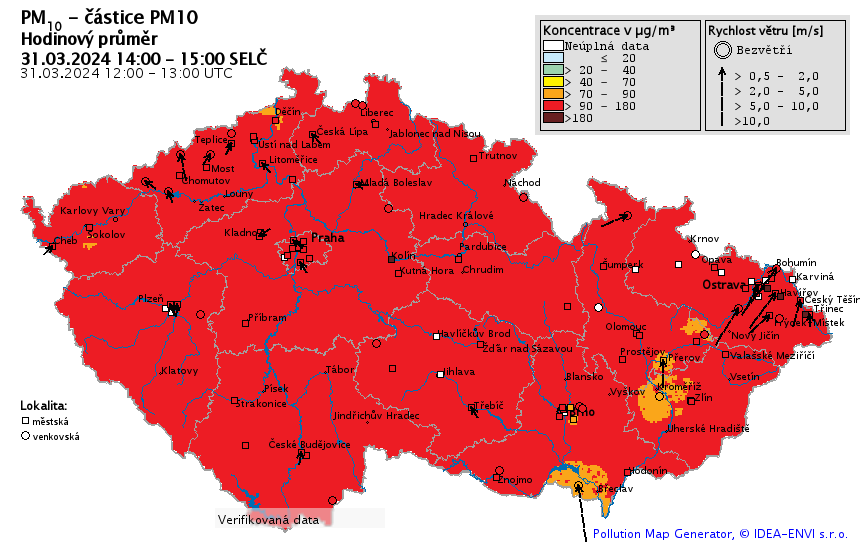 PM10 – částice PM10
Hodinový průměr
31.03.2024 14:00 – 15:00 SELČ
31.03.2024 12:00 – 13:00 UTC
Koncentrace v µg/m³
Neúplná data
≤ 20
> 20 - 40
> 40 - 70
> 70 - 90
> 90 - 180
>180
Rychlost větru [m/s]
Bezvětří
> 0,5 - 2,0
> 2,0 - 5,0
> 5,0 - 10,0
>10,0
Děčín
Liberec
Teplice
Česká Lípa
Jablonec nad Nisou
Ústí nad Labem
Trutnov
Litoměřice
Most
Chomutov
Mladá Boleslav
Náchod
Louny
Žatec
Karlovy Vary
Hradec Králové
Kladno
Praha
Sokolov
Cheb
Krnov
Pardubice
Kolín
Opava
Bohumín
Šumperk
Kutná Hora
Chrudim
Karviná
Ostrava
Havířov
Český Těšín
Plzeň
Třinec
Příbram
Frýdek Místek
Olomouc
Havlíčkův Brod
Nový Jičín
Žďár nad Sázavou
Prostějov
Přerov
Valašské Meziříčí
Klatovy
Tábor
Jihlava
Blansko
Vsetín
Písek
Kroměříž
Vyškov
Strakonice
Zlín
Třebíč
Brno
Jindřichův Hradec
Uherské Hradiště
České Budějovice
Hodonín
Znojmo
Břeclav
Lokalita:
městská
venkovská
Verifikovaná data
Pollution Map Generator, © IDEA-ENVI s.r.o.